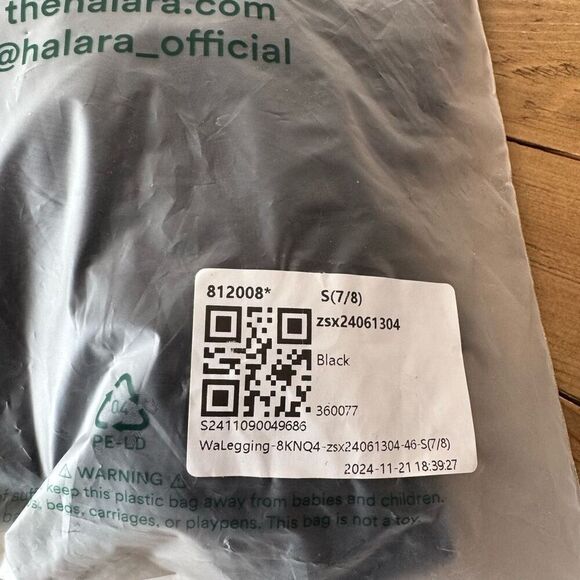 thehalara.com
@halara_official
812008* S(7/8)
zsx24061304
Black
360077
S2411090049686
WaLegging-8KNQ4-zsx24061304-46-S(7/8)
2024-11-21 18:39:27
04
PE-LD
⚠ WARNING ⚠
of keep this plastic bag away from babies and children.
beds, carriages, or playpens. This bag is not a toy.